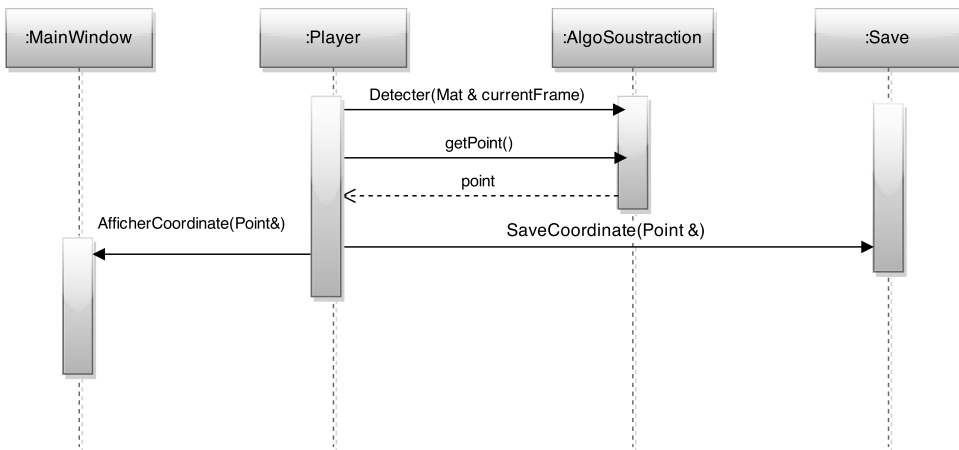 :MainWindow
:Player
:AlgoSoustraction
:Save
Detecter(Mat & currentFrame)
getPoint()
point
AfficherCoordinate(Point&)
SaveCoordinate(Point &)